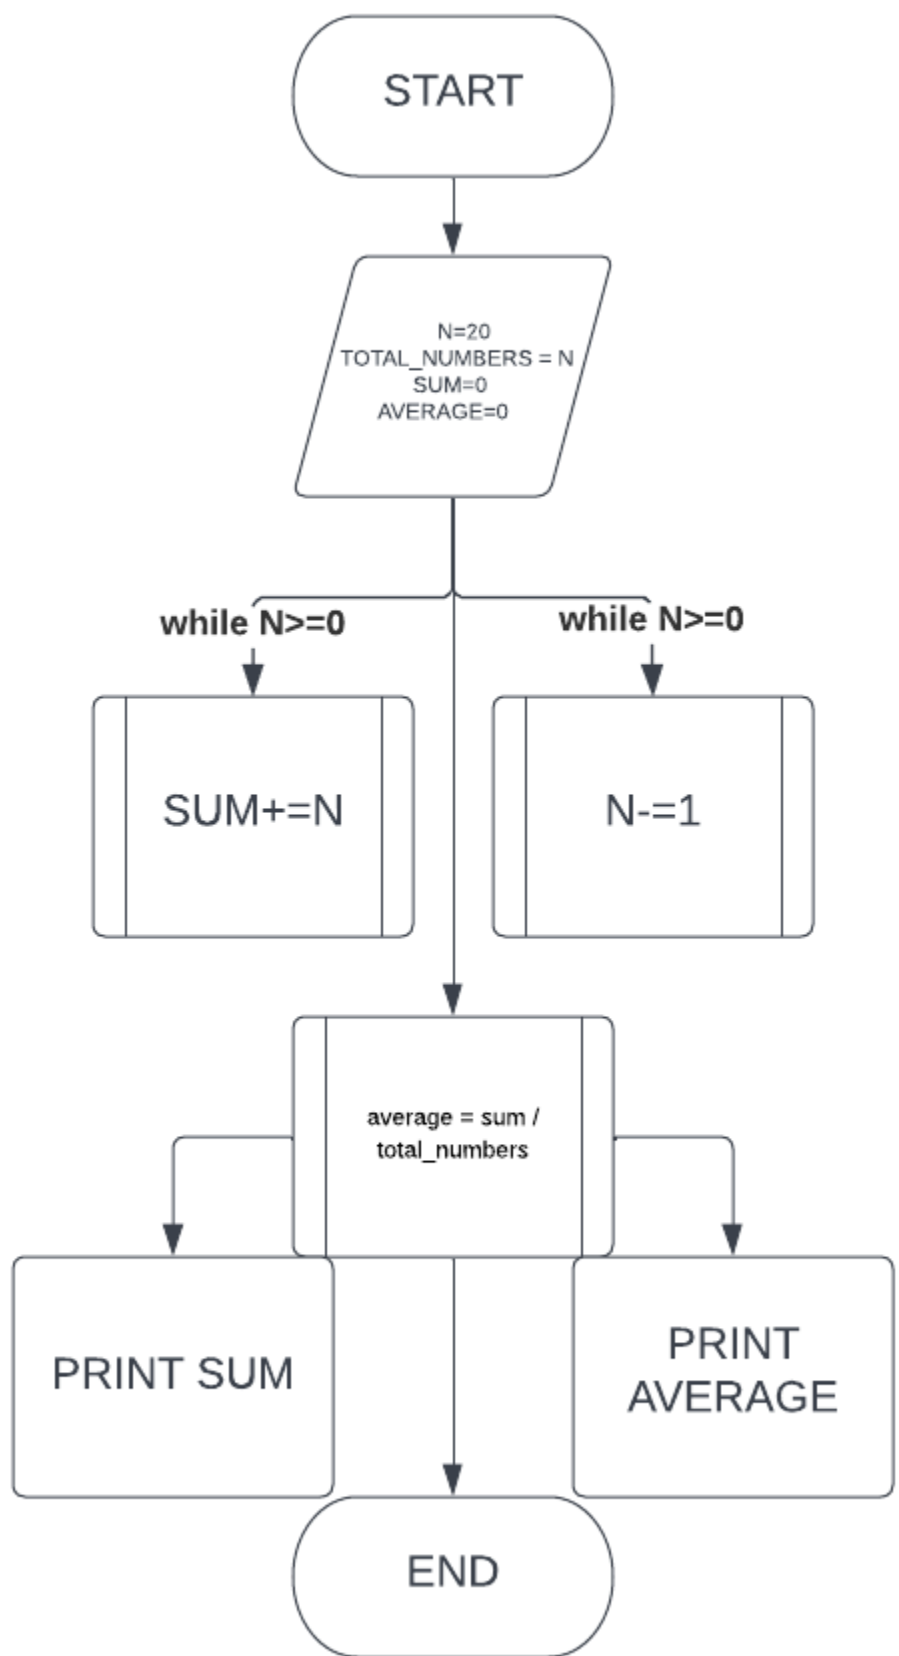 START
N=20
TOTAL_NUMBERS = N
SUM=0
AVERAGE=0
while N>=0
while N>=0
SUM+=N
N-=1
average = sum /
total_numbers
PRINT SUM
PRINT
AVERAGE
END